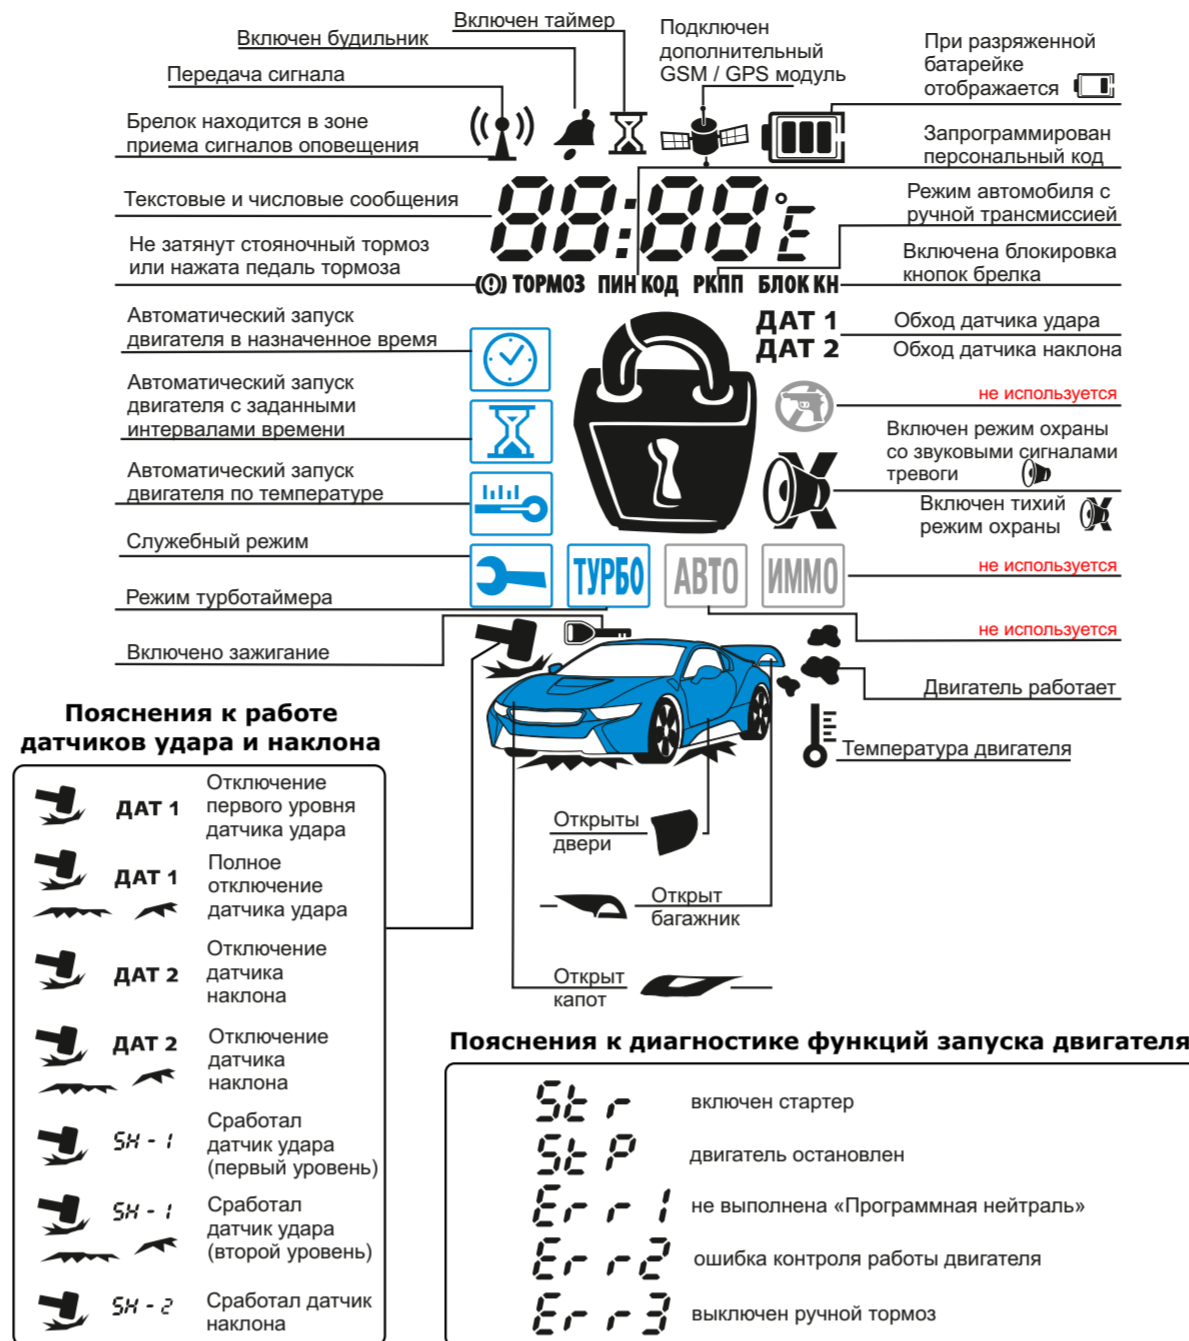 Включен таймер
Включен будильник
Передача сигнала
Брелок находится в зоне
приема сигналов оповещения
Подключен
дополнительный
GSM / GPS модуль
При разряженной
батарейке
отображается
Запрограммирован
персональный код
Текстовые и числовые сообщения
88:88°E
Режим автомобиля с
ручной трансмиссией
Не затянут стояночный тормоз
или нажата педаль тормоза
ТОРМОЗ ПИН КОД РКПП БЛОК КН
Включена блокировка
кнопок брелка
Автоматический запуск
двигателя в назначенное время
ДАТ 1
Обход датчика удара
ДАТ 2
Обход датчика наклона
Автоматический запуск
двигателя с заданными
интервалами времени
не используется
Включен режим охраны
со звуковыми сигналами
тревоги
Автоматический запуск
двигателя по температуре
Включен тихий
режим охраны
Служебный режим
ТУРБО АВТО ИММО
не используется
Режим турботаймера
не используется
Включено зажигание
Двигатель работает
Температура двигателя
Открыты
двери
Открыт
багажник
Открыт
капот
Пояснения к работе
датчиков удара и наклона
ДАТ 1
Отключение
первого уровня
датчика удара
ДАТ 1
Полное
отключение
датчика удара
ДАТ 2
Отключение
датчика
наклона
ДАТ 2
Отключение
датчика
наклона
SH - 1
Сработал
датчик удара
(первый уровень)
SH - 1
Сработал
датчик удара
(второй уровень)
SH - 2
Сработал датчик
наклона
Пояснения к диагностике функций запуска двигателя
Str включен стартер
StP двигатель остановлен
Err1 не выполнена «Программная нейтраль»
Err2 ошибка контроля работы двигателя
Err3 выключен ручной тормоз